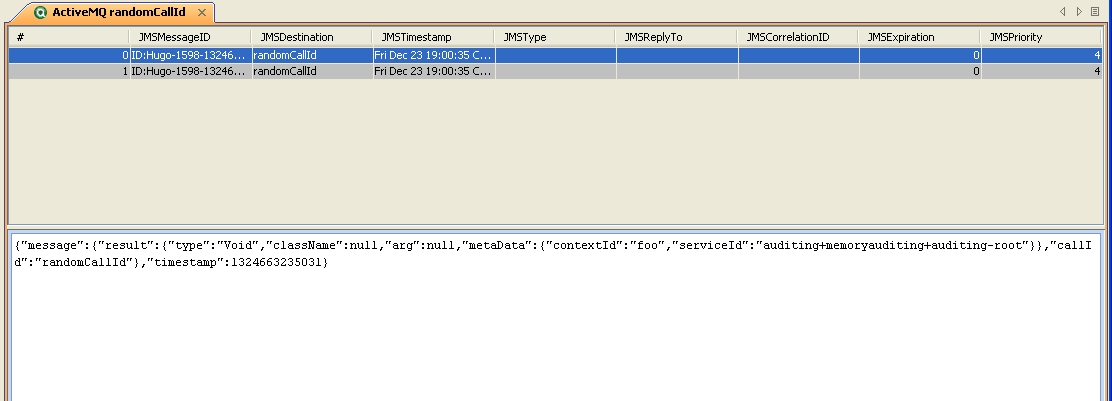 ActiveMQ randomCallId
# JMSMessageID JMSDestination JMSTimestamp JMSType JMSReplyTo JMSCorrelationID JMSExpiration JMSPriority
0 ID:Hugo-1598-13246... randomCallId Fri Dec 23 19:00:35 C... 0 4
1 ID:Hugo-1598-13246... randomCallId Fri Dec 23 19:00:35 C... 0 4
{"message":{"result":{"type":"Void","className":null,"arg":null,"metaData":{"contextId":"foo","serviceId":"auditing+memoryauditing+auditing-root"}},"callI
d":"randomCallId"},"timestamp":1324663235031}